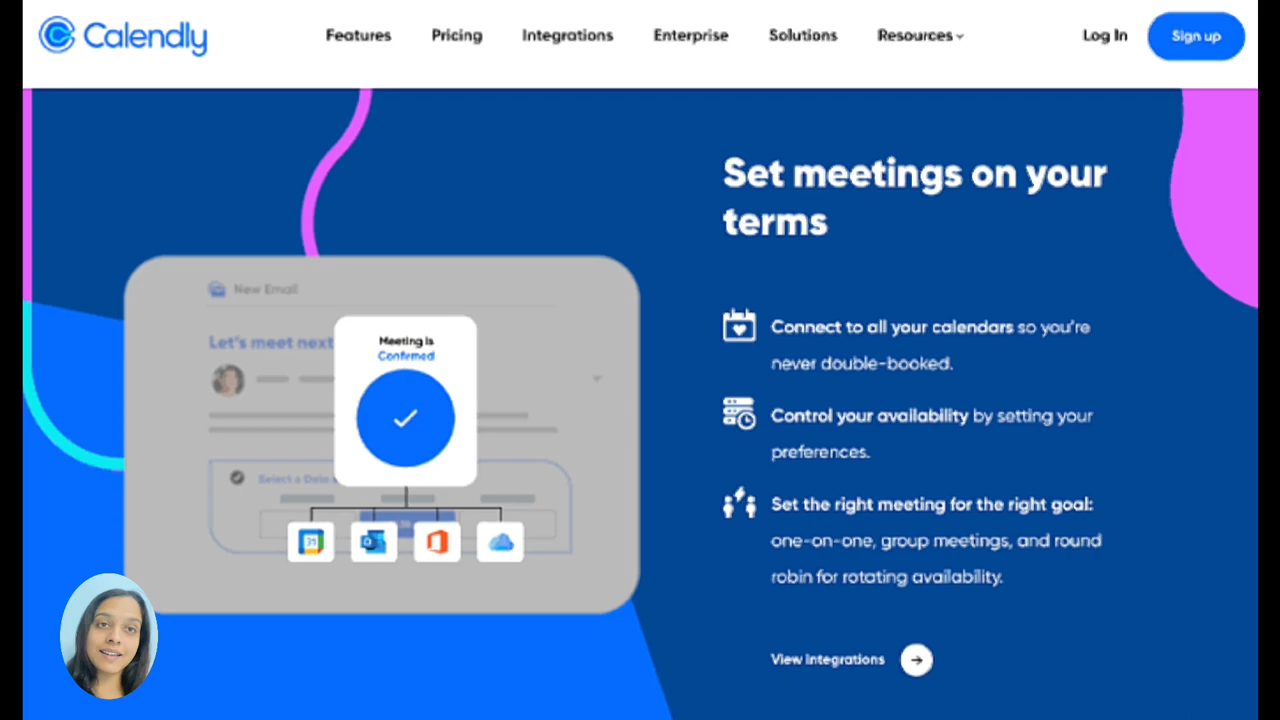 Calendly
Features Pricing Integrations Enterprise Solutions Resources
Log In Sign up
Set meetings on your
terms
Connect to all your calendars so you're
never double-booked.
Control your availability by setting your
preferences.
Set the right meeting for the right goal:
one-on-one, group meetings, and round
robin for rotating availability.
View Integrations
New Email
Let's meet next
Meeting is
Confirmed
Select a Date
31